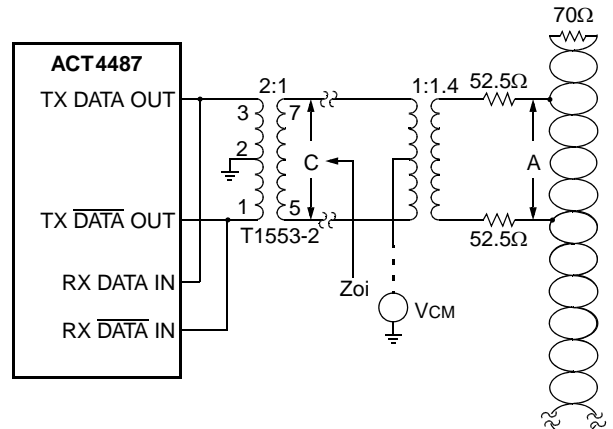 70Ω
ACT4487
TX DATA OUT
2:1
1:1.4
52.5Ω
3
7
2
C
A
TX DATA OUT
1
5
T1553-2
52.5Ω
RX DATA IN
Zoi
VCM
RX DATA IN